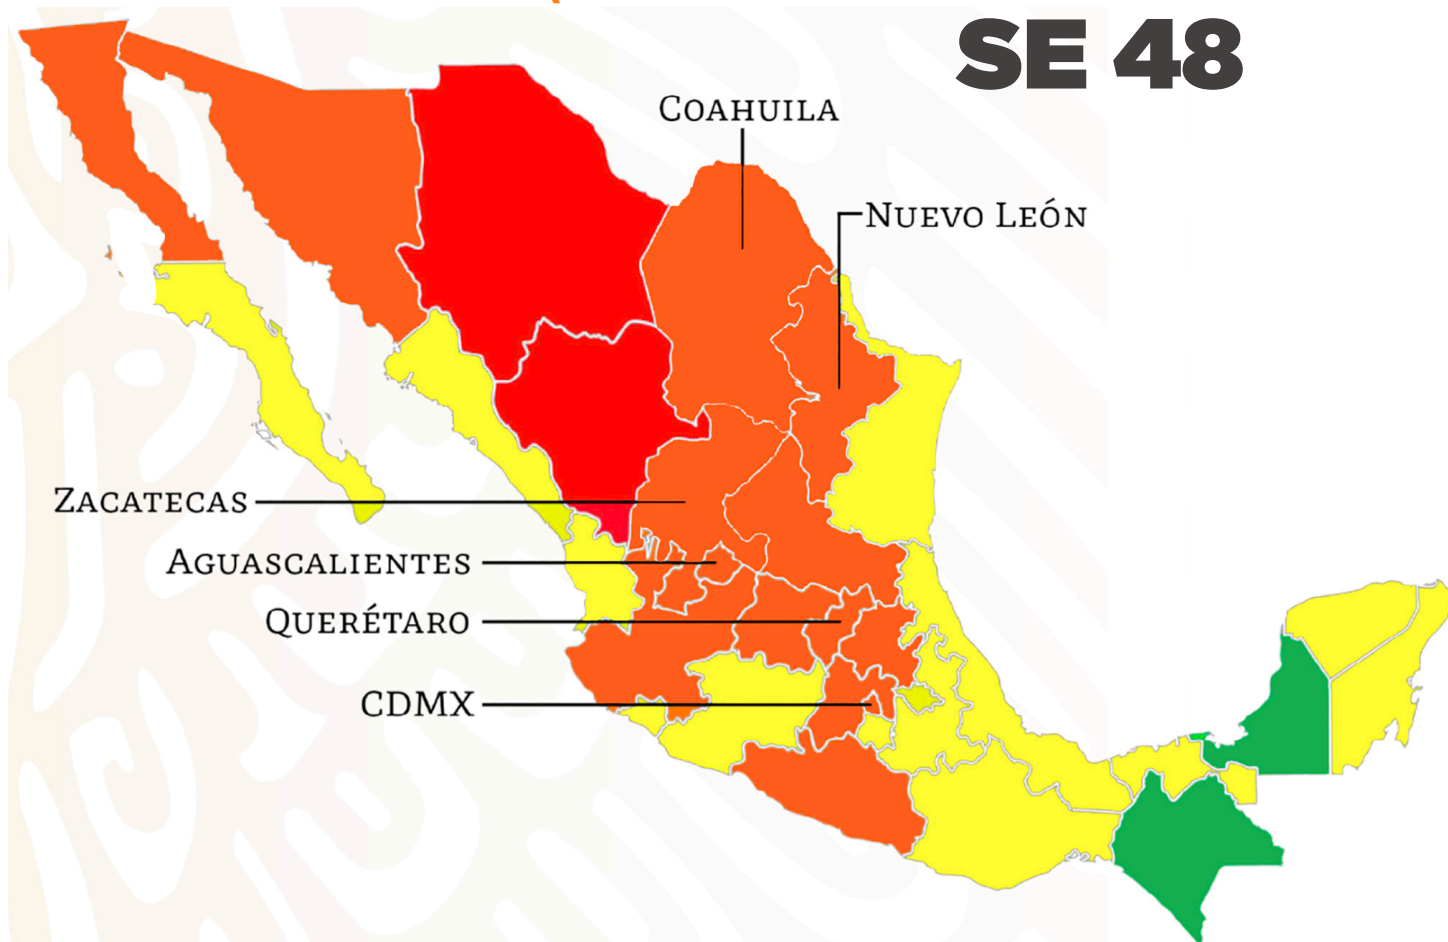 SE 48
COAHUILA
NUEVO LEÓN
ZACATECAS
AGUASCALIENTES
QUERÉTARO
CDMX